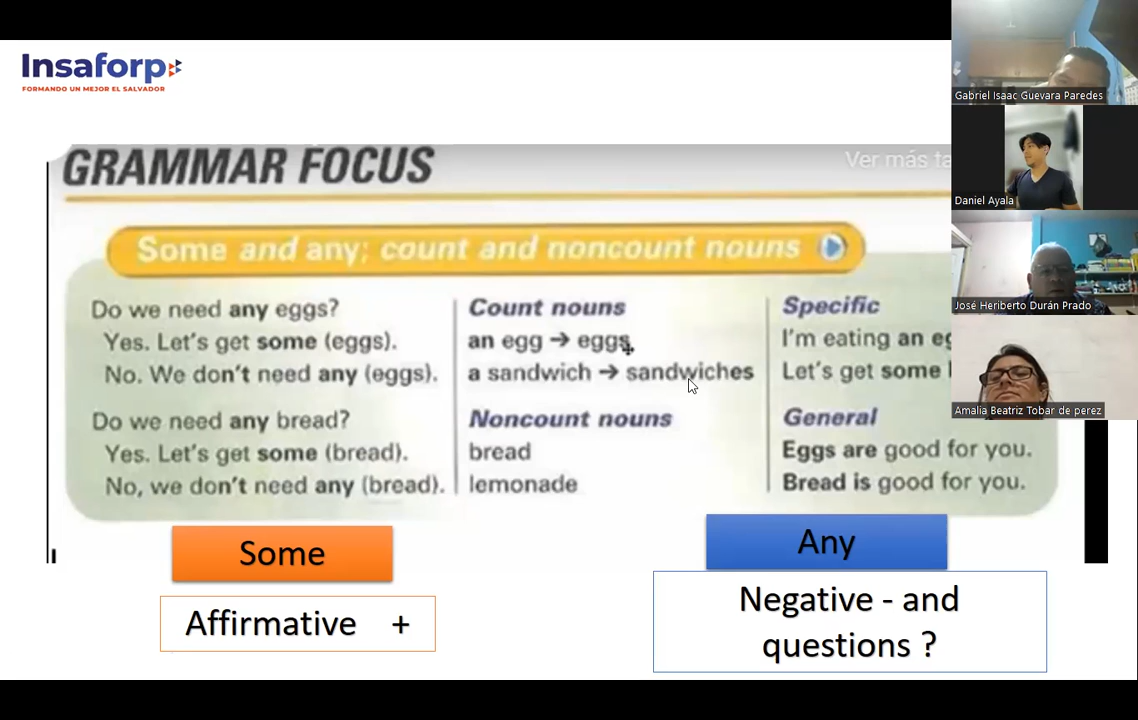 Insaforp
FORMANDO UN MEJOR EL SALVADOR
GRAMMAR FOCUS
Ver más
Some and any; count and noncount nouns
Do we need any eggs?
Yes. Let's get some (eggs).
No. We don't need any (eggs).
Do we need any bread?
Yes. Let's get some (bread).
No, we don't need any (bread).
Count nouns
an egg → eggs
a sandwich → sandwiches
Noncount nouns
bread
lemonade
Specific
I'm eating an
Let's get some
General
Eggs are good for you.
Bread is good for you.
Some
Affirmative +
Any
Negative - and
questions ?
Gabriel Isaac Guevara Paredes
Daniel Ayala
José Heriberto Durán Prado
Amalia Beatriz Tobar de perez